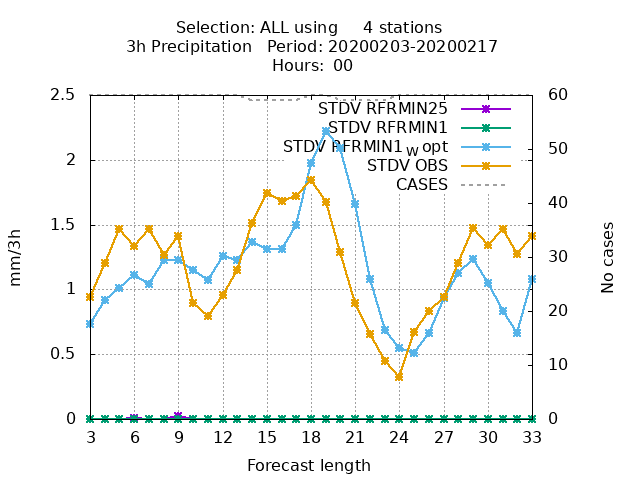 Selection: ALL using     4 stations
3h Precipitation   Period: 20200203-20200217
Hours:  00
2.5
2
1.5
1
0.5
0
mm/3h
60
50
40
30
20
10
0
No cases
STDV RFRMIN25
STDV RFRMIN1
STDV RFRMIN1_W opt
STDV OBS
CASES
3 6 9 12 15 18 21 24 27 30 33
Forecast length